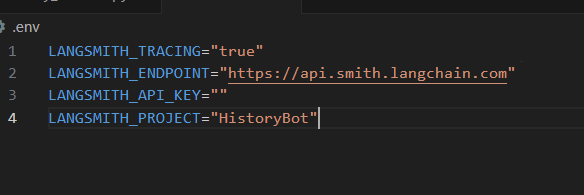 .env
1 LANGSMITH_TRACING="true"
2 LANGSMITH_ENDPOINT="https://api.smith.langchain.com"
3 LANGSMITH_API_KEY=""
4 LANGSMITH_PROJECT="HistoryBot"